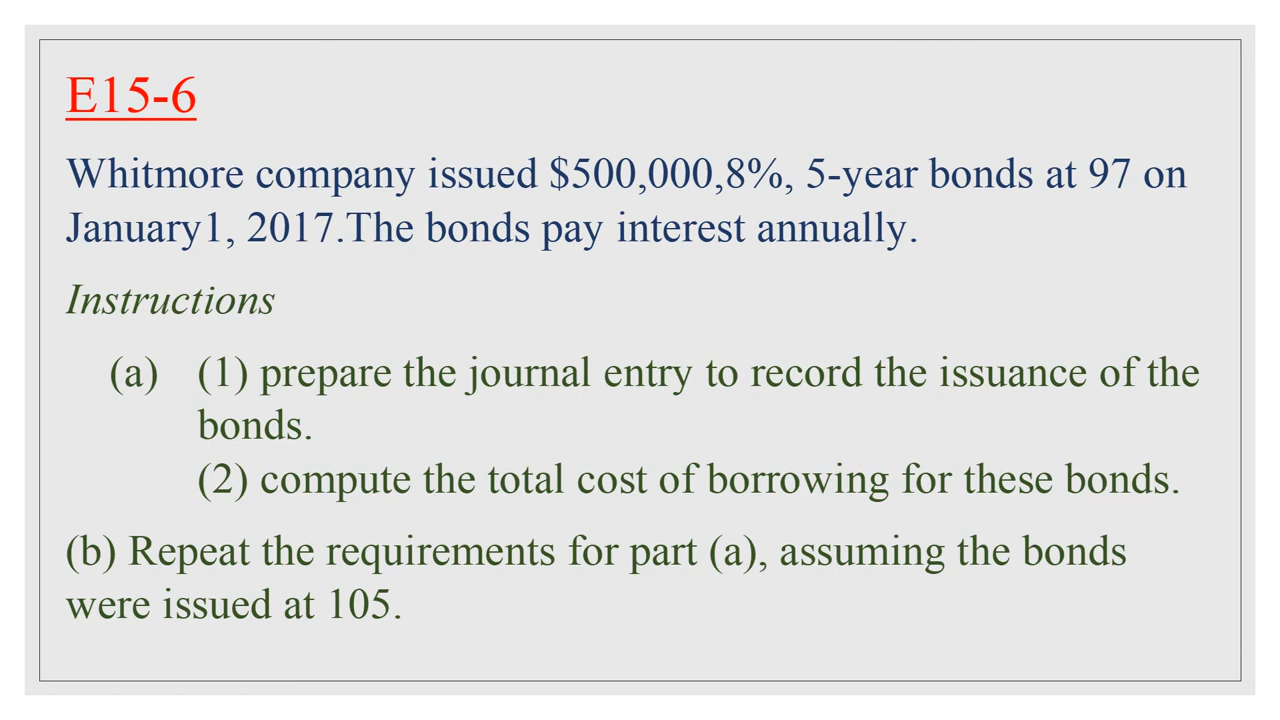 E15-6
Whitmore company issued $500,000,8%, 5-year bonds at 97 on
January1, 2017.The bonds pay interest annually.
Instructions
(a) (1) prepare the journal entry to record the issuance of the
bonds.
(2) compute the total cost of borrowing for these bonds.
(b) Repeat the requirements for part (a), assuming the bonds
were issued at 105.